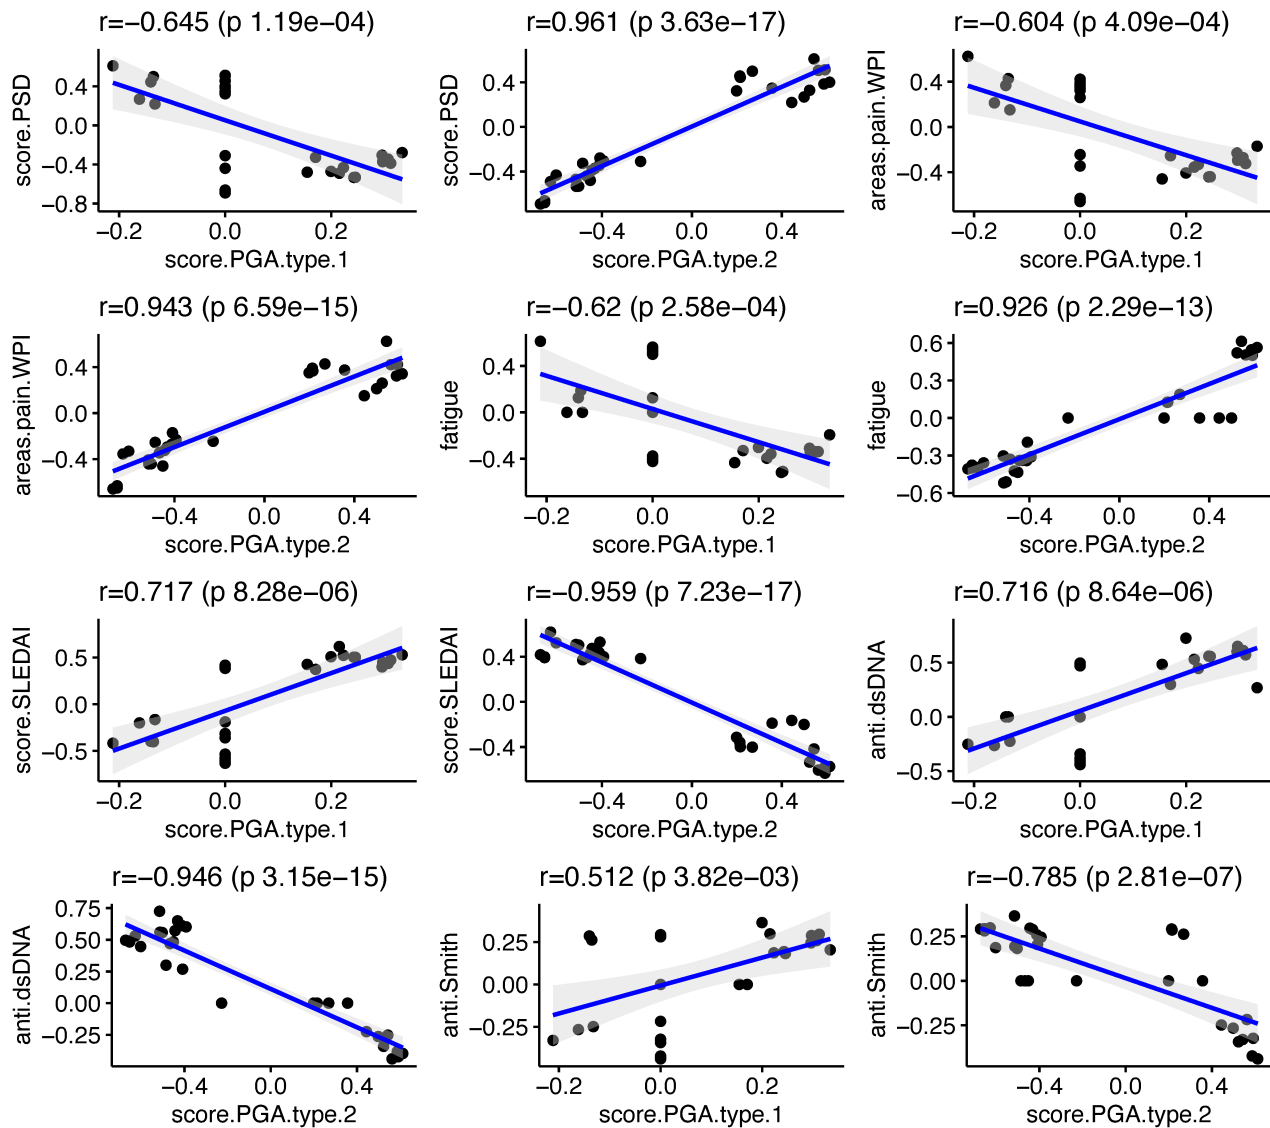 r=−0.645 (p 1.19e−04)
score.PSD
0.4
0.0
−0.4
−0.8
−0.2 0.0 0.2
score.PGA.type.1
r=0.961 (p 3.63e−17)
score.PSD
0.4
0.0
−0.4
−0.4 0.0 0.4
score.PGA.type.2
r=−0.604 (p 4.09e−04)
areas.pain.WPI
0.4
0.0
−0.4
−0.2 0.0 0.2
score.PGA.type.1
r=0.943 (p 6.59e−15)
areas.pain.WPI
0.4
0.0
−0.4
−0.4 0.0 0.4
score.PGA.type.2
r=−0.62 (p 2.58e−04)
fatigue
0.4
0.0
−0.4
−0.2 0.0 0.2
score.PGA.type.1
r=0.926 (p 2.29e−13)
fatigue
0.6
0.3
0.0
−0.3
−0.6
−0.4 0.0 0.4
score.PGA.type.2
r=0.717 (p 8.28e−06)
score.SLEDAI
0.5
0.0
−0.5
−0.2 0.0 0.2
score.PGA.type.1
r=−0.959 (p 7.23e−17)
score.SLEDAI
0.4
0.0
−0.4
−0.4 0.0 0.4
score.PGA.type.2
r=0.716 (p 8.64e−06)
anti.dsDNA
0.5
0.0
−0.5
−0.2 0.0 0.2
score.PGA.type.1
r=−0.946 (p 3.15e−15)
anti.dsDNA
0.75
0.50
0.25
0.00
−0.25
−0.4 0.0 0.4
score.PGA.type.2
r=0.512 (p 3.82e−03)
anti.Smith
0.25
0.00
−0.25
−0.2 0.0 0.2
score.PGA.type.1
r=−0.785 (p 2.81e−07)
anti.Smith
0.25
0.00
−0.25
−0.4 0.0 0.4
score.PGA.type.2